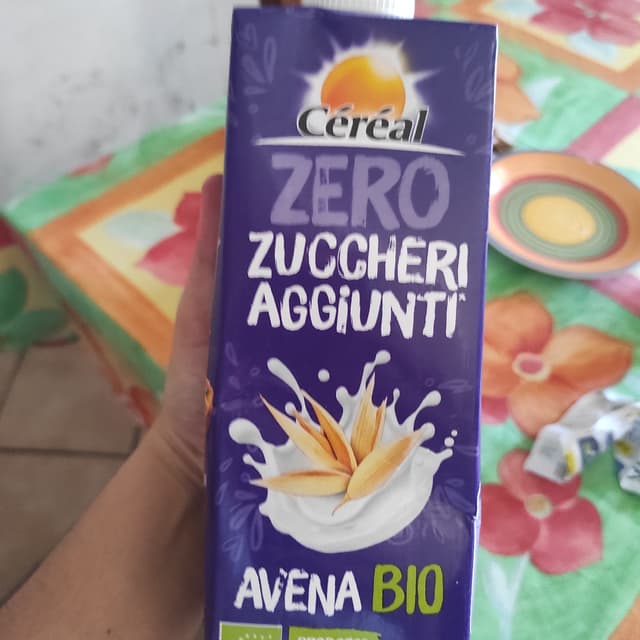 Céréal
ZERO
ZUCCHERI
AGGIUNTI
AVENA BIO